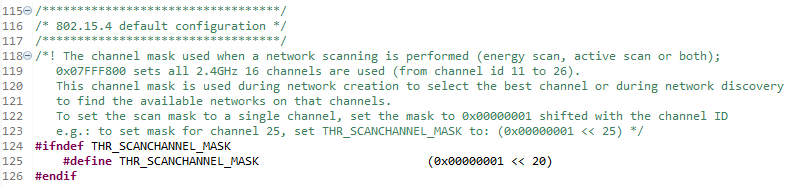 115 /*********************************/
116 /* 802.15.4 default configuration */
117 /*********************************/
118 /*! The channel mask used when a network scanning is performed (energy scan, active scan or both);
119 0x07FFF800 sets all 2.4GHz 16 channels are used (from channel id 11 to 26).
120 This channel mask is used during network creation to select the best channel or during network discovery
121 to find the available networks on that channels.
122 To set the scan mask to a single channel, set the mask to 0x00000001 shifted with the channel ID
123 e.g.: to set mask for channel 25, set THR_SCANCHANNEL_MASK to: (0x00000001 << 25) */
124 #ifndef THR_SCANCHANNEL_MASK
125 #define THR_SCANCHANNEL_MASK (0x00000001 << 20)
126 #endif